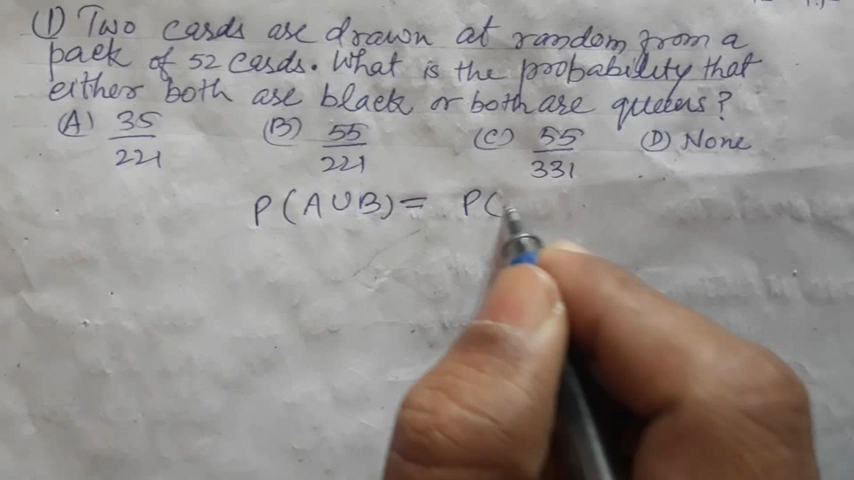 (1) Two cards are drawn at random from a
pack of 52 cards. What is the probability that
either both are black or both are queens?
(A) 35/221 (B) 55/221 (C) 55/331 (D) None
P(A∪B) = P(